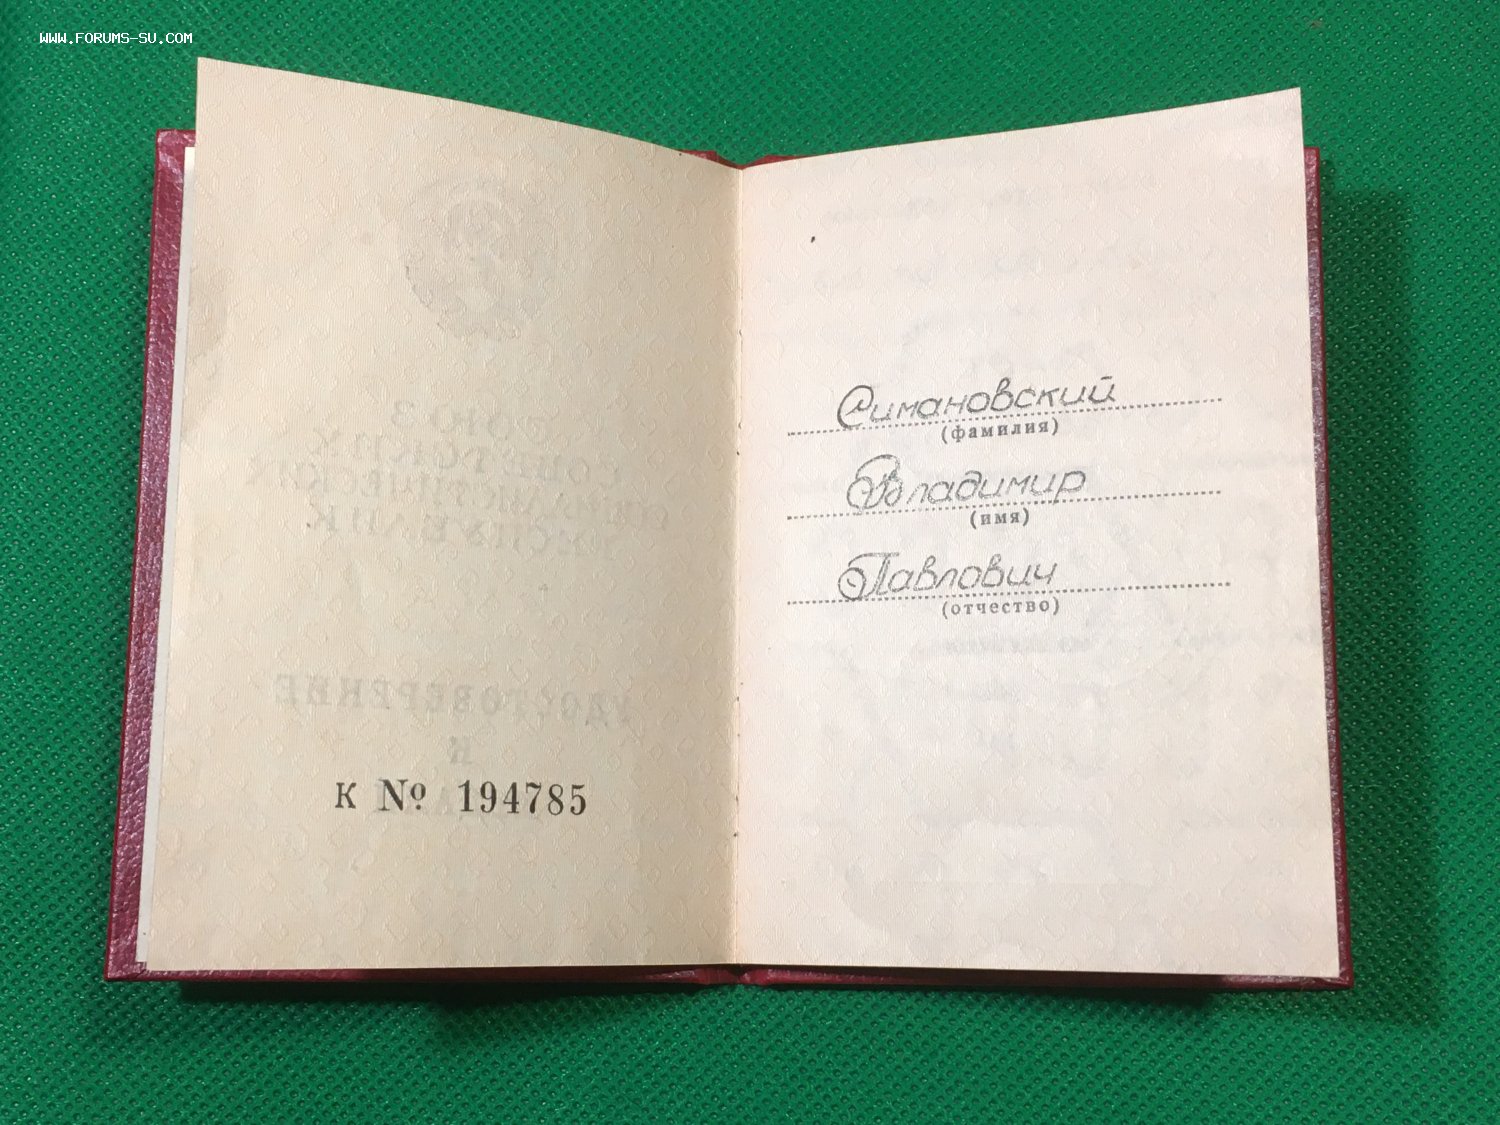 WWW.FORUMS-SU.COM
К № 194785
Симановский
(фамилия)
Владимир
(имя)
Павлович
(отчество)